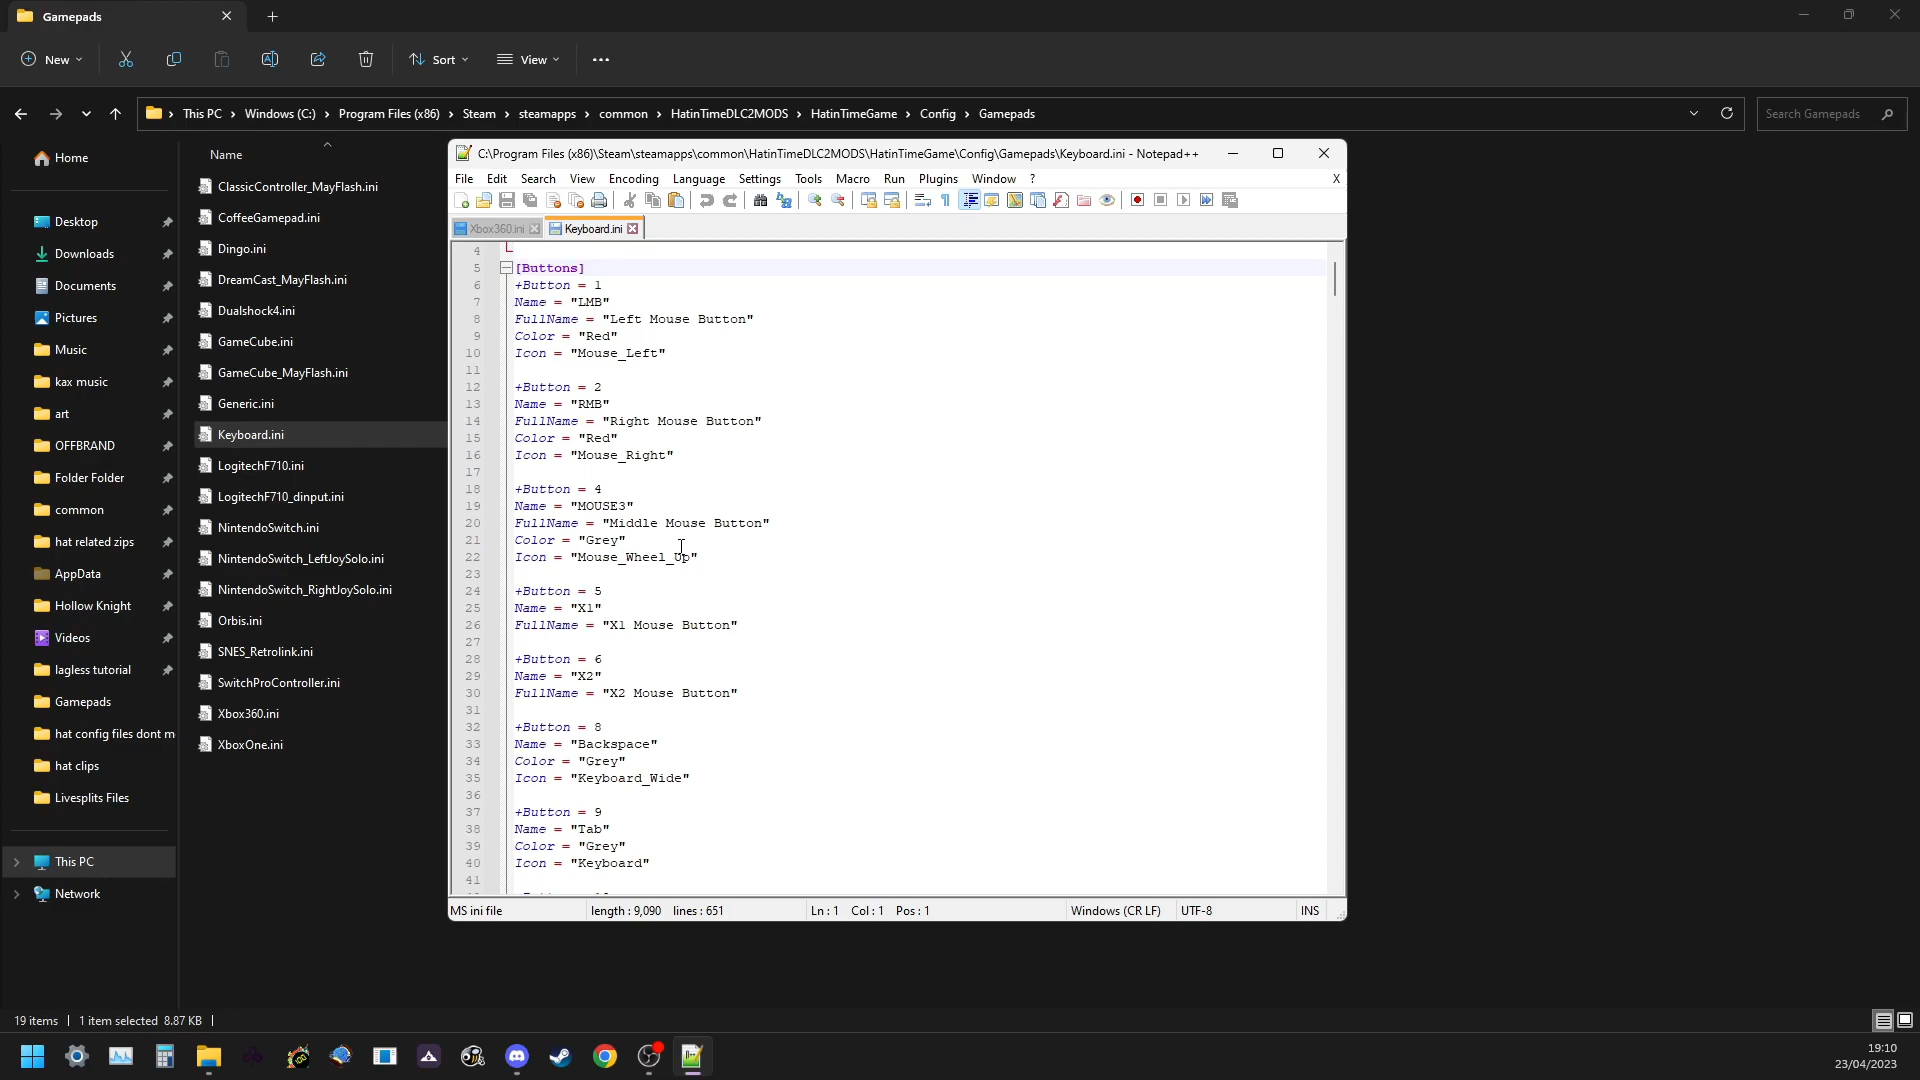 Gamepads
New
Sort
View
This PC > Windows (C:) > Program Files (x86) > Steam > steamapps > common > HatinTimeDLC2MODS > HatinTimeGame > Config > Gamepads
Search Gamepads
Home
Desktop
Downloads
Documents
Pictures
Music
kax music
art
OFFBRAND
Folder Folder
common
hat related zips
AppData
Hollow Knight
Videos
lagless tutorial
Gamepads
hat config files dont m
hat clips
Livesplits Files
This PC
Network
Name
ClassicController_MayFlash.ini
CoffeeGamepad.ini
Dingo.ini
DreamCast_MayFlash.ini
Dualshock4.ini
GameCube.ini
GameCube_MayFlash.ini
Generic.ini
Keyboard.ini
LogitechF710.ini
LogitechF710_dinput.ini
NintendoSwitch.ini
NintendoSwitch_LeftJoySolo.ini
NintendoSwitch_RightJoySolo.ini
Orbis.ini
SNES_Retrolink.ini
SwitchProController.ini
Xbox360.ini
XboxOne.ini
C:\Program Files (x86)\Steam\steamapps\common\HatinTimeDLC2MODS\HatinTimeGame\Config\Gamepads\Keyboard.ini - Notepad++
File Edit Search View Encoding Language Settings Tools Macro Run Plugins Window ? X
Xbox360.ini Keyboard.ini
4
5 [Buttons]
6 +Button = 1
7 Name = "LMB"
8 FullName = "Left Mouse Button"
9 Color = "Red"
10 Icon = "Mouse_Left"
11
12 +Button = 2
13 Name = "RMB"
14 FullName = "Right Mouse Button"
15 Color = "Red"
16 Icon = "Mouse_Right"
17
18 +Button = 4
19 Name = "MOUSE3"
20 FullName = "Middle Mouse Button"
21 Color = "Grey"
22 Icon = "Mouse_Wheel_Up"
23
24 +Button = 5
25 Name = "X1"
26 FullName = "X1 Mouse Button"
27
28 +Button = 6
29 Name = "X2"
30 FullName = "X2 Mouse Button"
31
32 +Button = 8
33 Name = "Backspace"
34 Color = "Grey"
35 Icon = "Keyboard_Wide"
36
37 +Button = 9
38 Name = "Tab"
39 Color = "Grey"
40 Icon = "Keyboard"
41
MS ini file length : 9,090 lines : 651 Ln : 1 Col : 1 Pos : 1 Windows (CR LF) UTF-8 INS
19 items 1 item selected 8.87 KB
19:10
23/04/2023